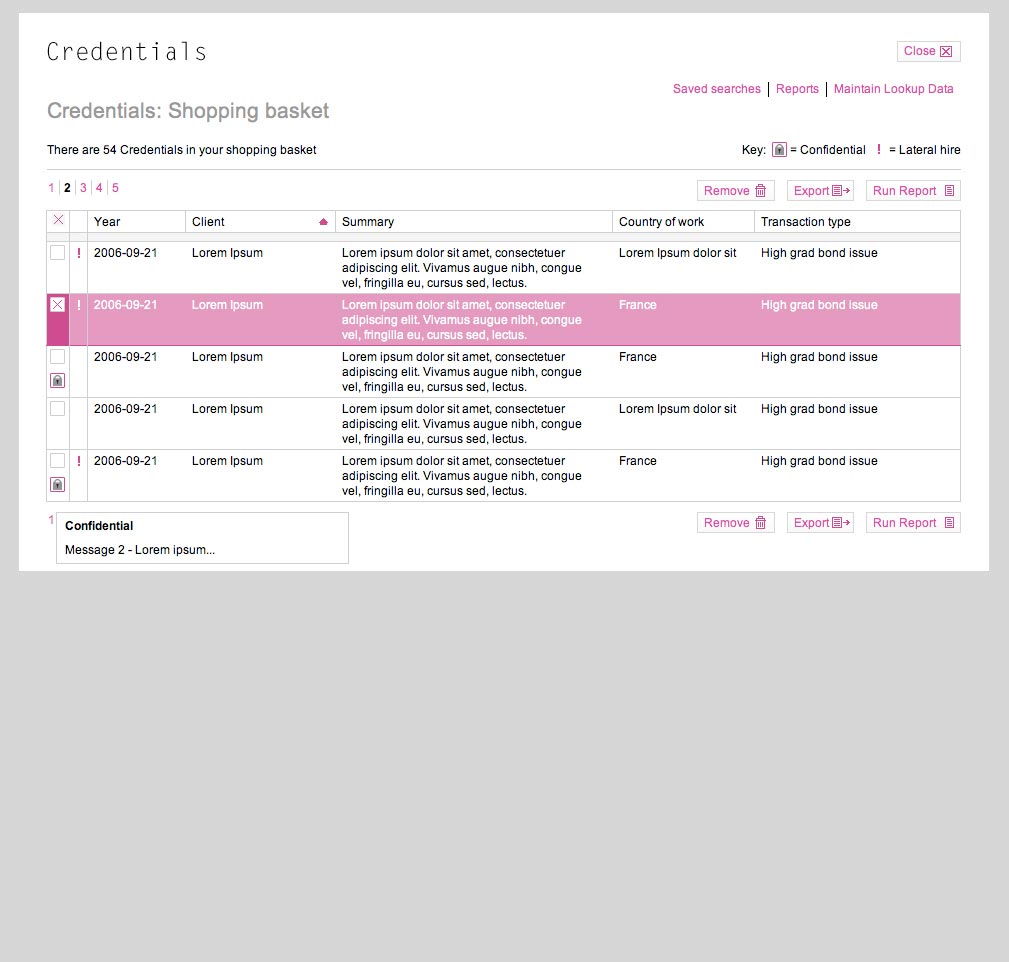 Credentials
Close
Saved searches Reports Maintain Lookup Data
Credentials: Shopping basket
There are 54 Credentials in your shopping basket
Key: = Confidential ! = Lateral hire
1 2 3 4 5
Remove Export Run Report
Year Client Summary Country of work Transaction type
! 2006-09-21 Lorem Ipsum Lorem ipsum dolor sit amet, consectetuer Lorem Ipsum dolor sit High grad bond issue
adipiscing elit. Vivamus augue nibh, congue
vel, fringilla eu, cursus sed, lectus.
! 2006-09-21 Lorem Ipsum Lorem ipsum dolor sit amet, consectetuer France High grad bond issue
adipiscing elit. Vivamus augue nibh, congue
vel, fringilla eu, cursus sed, lectus.
2006-09-21 Lorem Ipsum Lorem ipsum dolor sit amet, consectetuer France High grad bond issue
adipiscing elit. Vivamus augue nibh, congue
vel, fringilla eu, cursus sed, lectus.
2006-09-21 Lorem Ipsum Lorem ipsum dolor sit amet, consectetuer Lorem Ipsum dolor sit High grad bond issue
adipiscing elit. Vivamus augue nibh, congue
vel, fringilla eu, cursus sed, lectus.
! 2006-09-21 Lorem Ipsum Lorem ipsum dolor sit amet, consectetuer France High grad bond issue
adipiscing elit. Vivamus augue nibh, congue
vel, fringilla eu, cursus sed, lectus.
1
Confidential
Message 2 - Lorem ipsum...
Remove Export Run Report